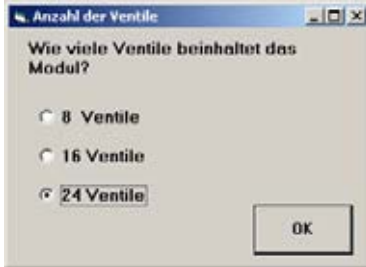 Anzahl der Ventile
Wie viele Ventile beinhaltet das
Modul?
8 Ventile
16 Ventile
24 Ventile
OK